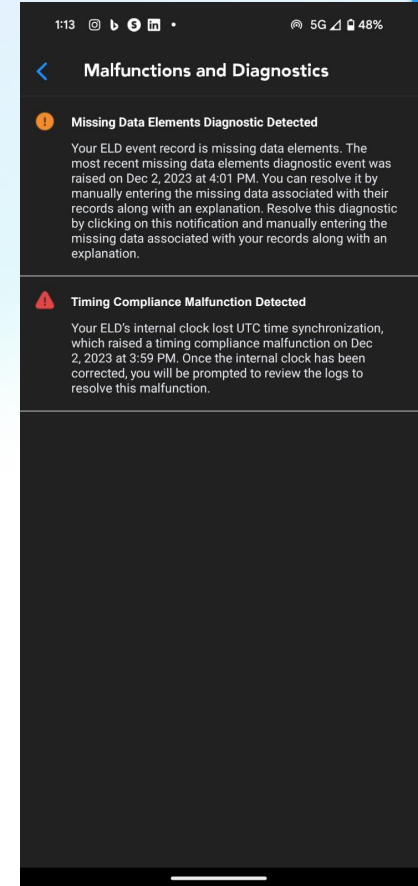 1:13 5G 48%
Malfunctions and Diagnostics
Missing Data Elements Diagnostic Detected
Your ELD event record is missing data elements. The
most recent missing data elements diagnostic event was
raised on Dec 2, 2023 at 4:01 PM. You can resolve it by
manually entering the missing data associated with their
records along with an explanation. Resolve this diagnostic
by clicking on this notification and manually entering the
missing data associated with your records along with an
explanation.
Timing Compliance Malfunction Detected
Your ELD's internal clock lost UTC time synchronization,
which raised a timing compliance malfunction on Dec
2, 2023 at 3:59 PM. Once the internal clock has been
corrected, you will be prompted to review the logs to
resolve this malfunction.